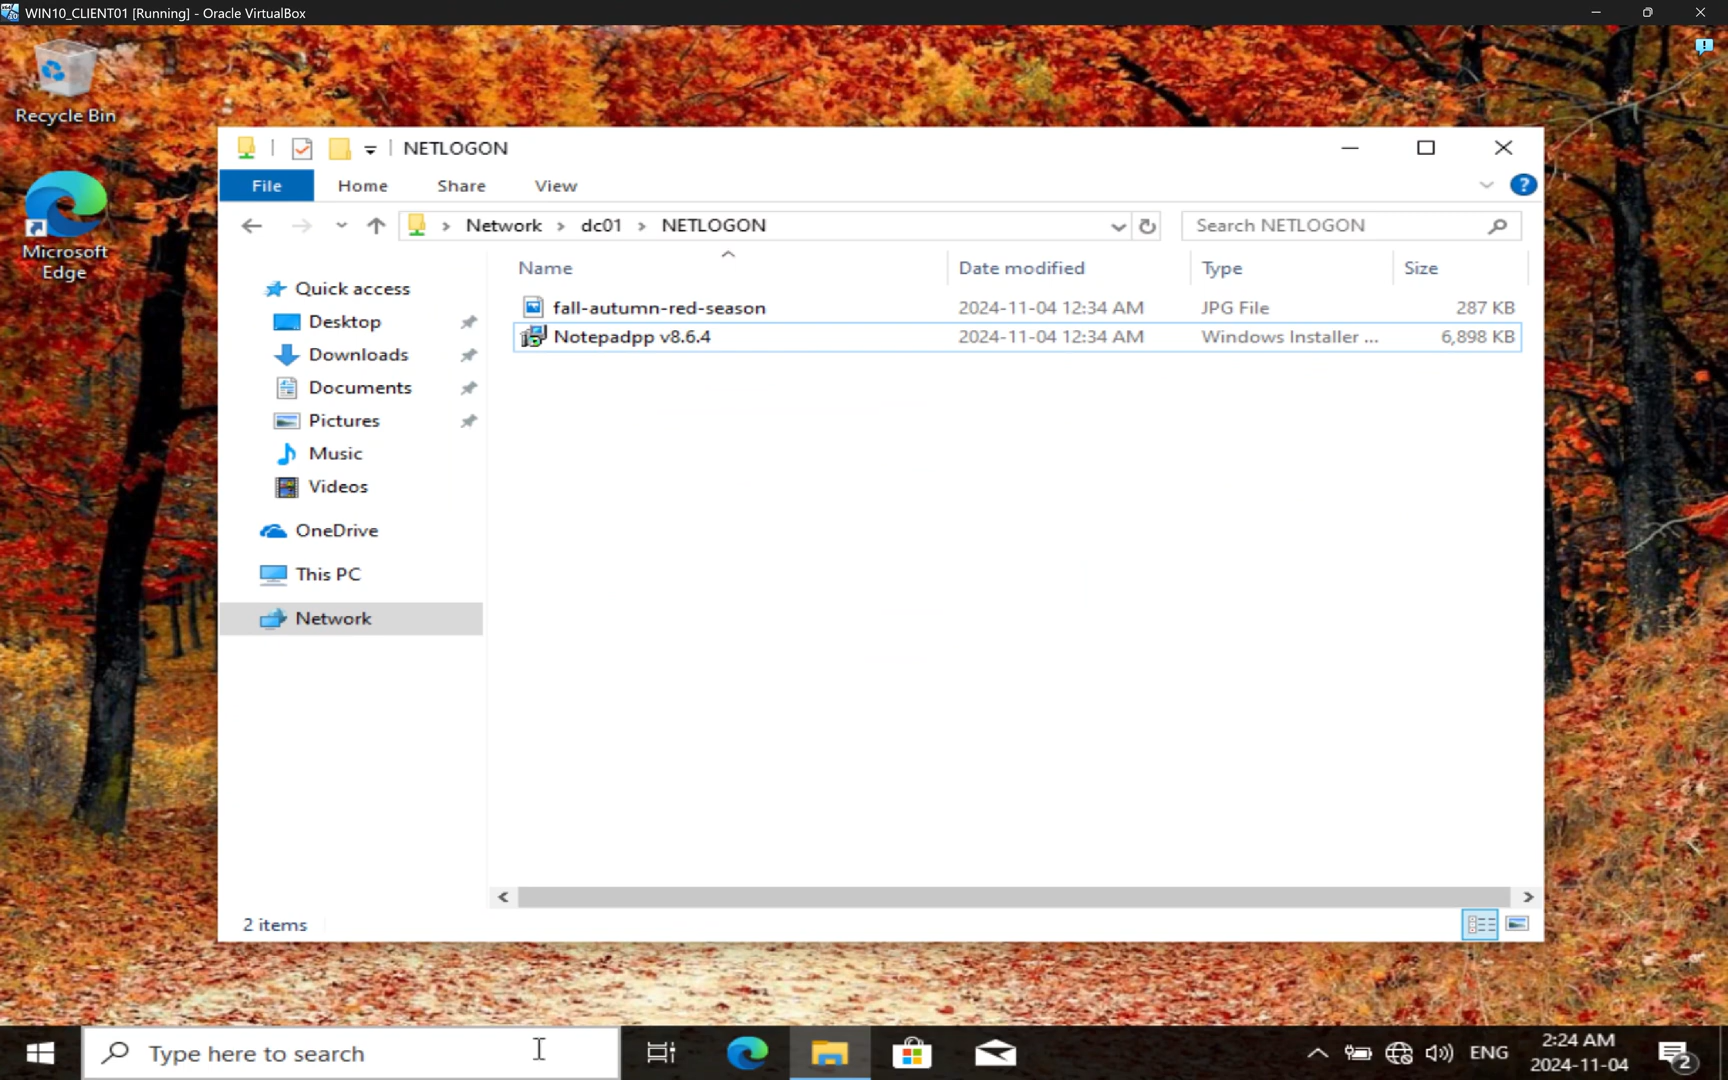 WIN10_CLIENT01 [Running] - Oracle VirtualBox
Recycle Bin
Microsoft
Edge
NETLOGON
File Home Share View
Network > dc01 > NETLOGON
Search NETLOGON
Name Date modified Type Size
fall-autumn-red-season 2024-11-04 12:34 AM JPG File 287 KB
Notepadpp v8.6.4 2024-11-04 12:34 AM Windows Installer ... 6,898 KB
Quick access
Desktop
Downloads
Documents
Pictures
Music
Videos
OneDrive
This PC
Network
2 items
Type here to search
ENG
2:24 AM
2024-11-04
2